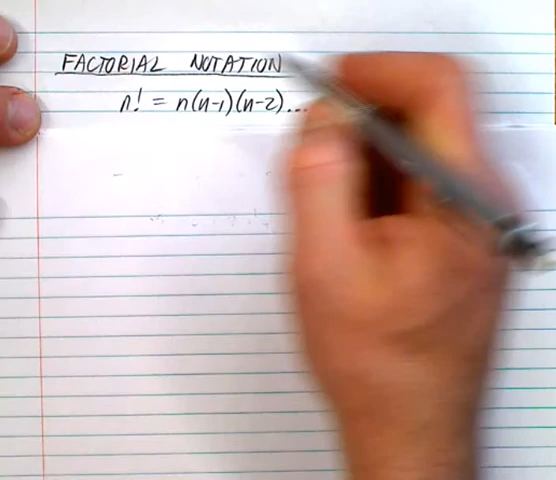 FACTORIAL NOTATION
n! = n(n-1)(n-2)...